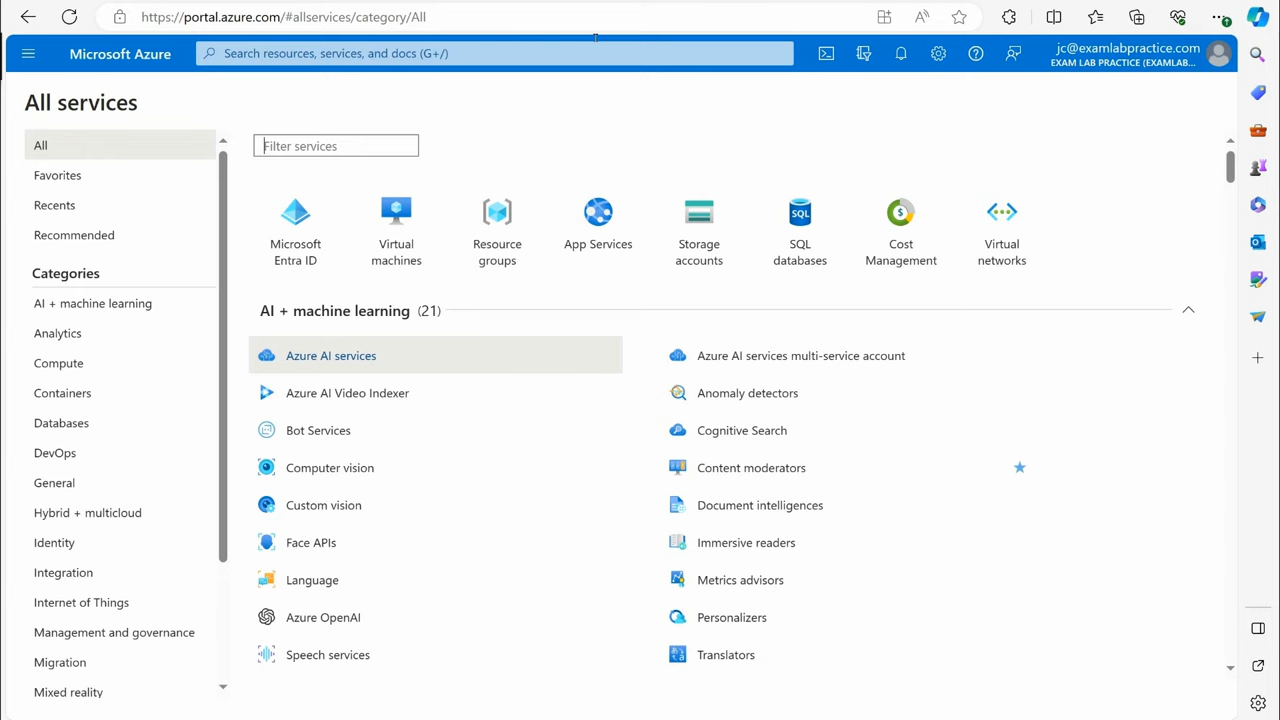 https://portal.azure.com/#allservices/category/All
Microsoft Azure
Search resources, services, and docs (G+/)
jc@examlabpractice.com
EXAM LAB PRACTICE (EXAMLAB...
All services
All
Favorites
Recents
Recommended
Categories
AI + machine learning
Analytics
Compute
Containers
Databases
DevOps
General
Hybrid + multicloud
Identity
Integration
Internet of Things
Management and governance
Migration
Mixed reality
Filter services
Microsoft Entra ID
Virtual machines
Resource groups
App Services
Storage accounts
SQL
SQL databases
Cost Management
Virtual networks
AI + machine learning (21)
Azure AI services
Azure AI services multi-service account
Azure AI Video Indexer
Anomaly detectors
Bot Services
Cognitive Search
Computer vision
Content moderators
Custom vision
Document intelligences
Face APIs
Immersive readers
Language
Metrics advisors
Azure OpenAI
Personalizers
Speech services
Translators